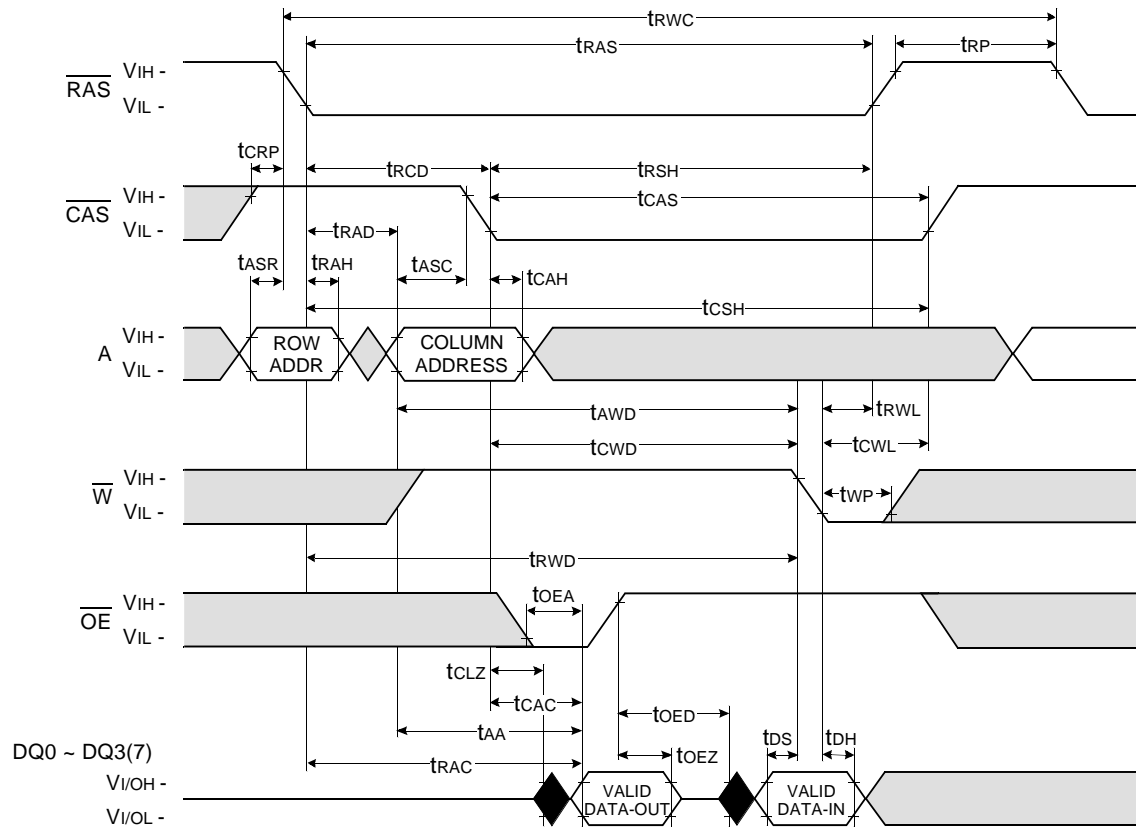 tRWC
tRAS
tRP
RAS
VIH -
VIL -
tCRP
tRCD
tRSH
CAS
VIH -
VIL -
tCAS
tRAD
tASR
tRAH
tASC
tCAH
tCSH
A
VIH -
VIL -
ROW
ADDR
COLUMN
ADDRESS
tAWD
tRWL
tCWD
tCWL
W
VIH -
VIL -
tWP
tRWD
OE
VIH -
VIL -
tOEA
tCLZ
tCAC
tOED
tAA
tOEZ
tDS
tDH
tRAC
DQ0 ~ DQ3(7)
VI/OH -
VI/OL -
VALID
DATA-OUT
VALID
DATA-IN